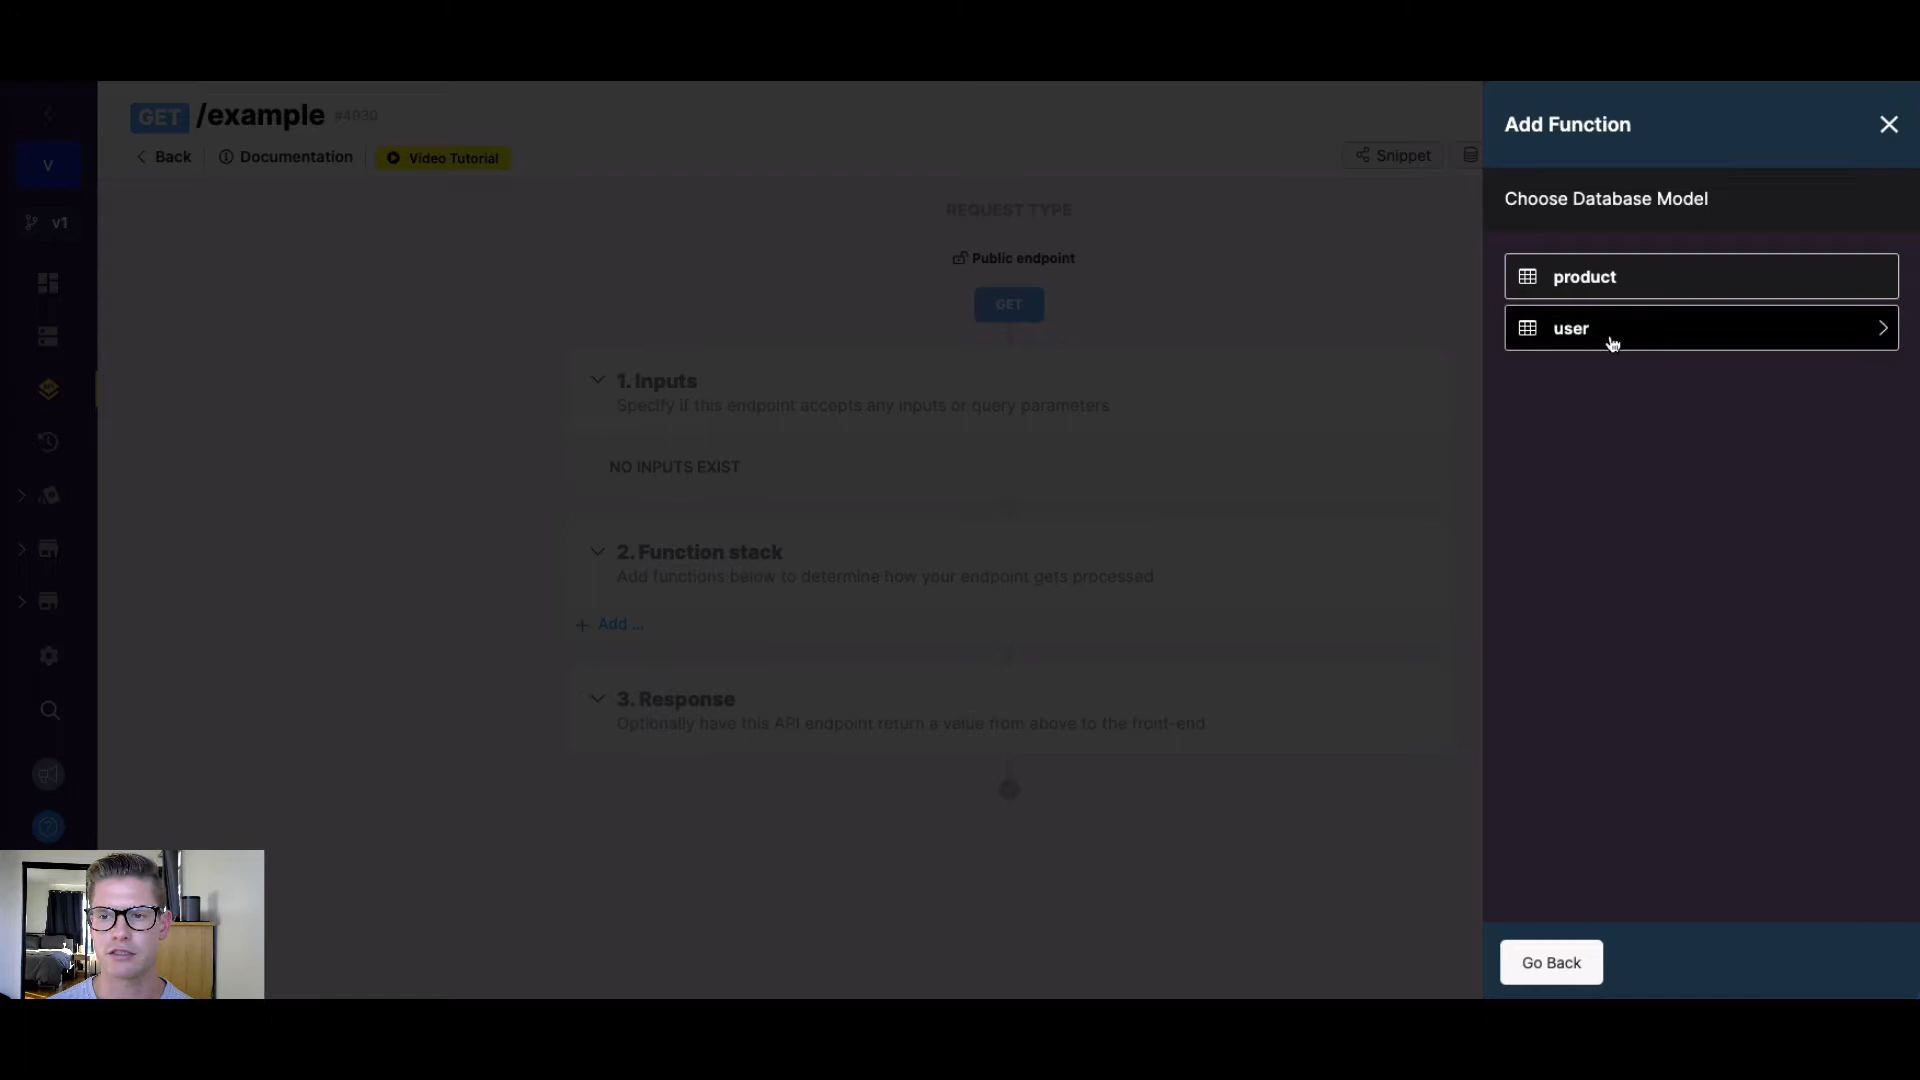 GET /example #4930
Back
Documentation
Video Tutorial
Snippet
V
v1
REQUEST TYPE
Public endpoint
GET
1. Inputs
Specify if this endpoint accepts any inputs or query parameters
NO INPUTS EXIST
2. Function stack
Add functions below to determine how your endpoint gets processed
+ Add ...
3. Response
Optionally have this API endpoint return a value from above to the front-end
Add Function
Choose Database Model
product
user
Go Back